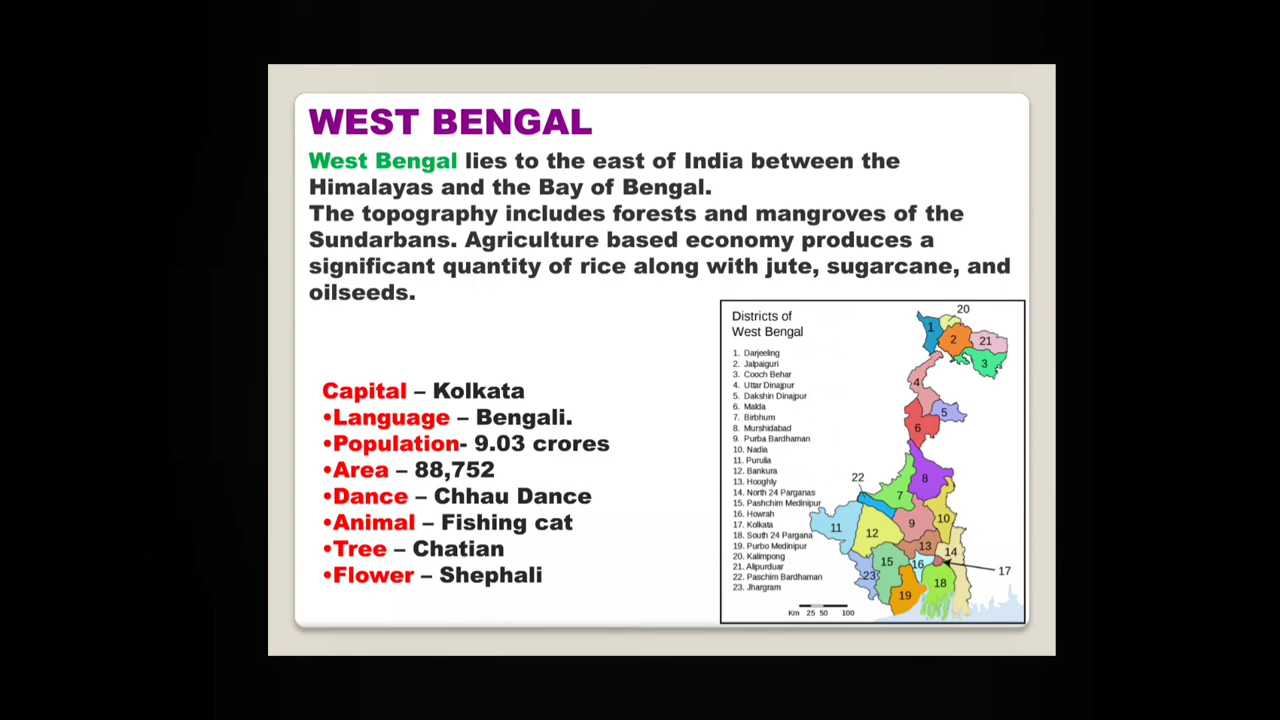 WEST BENGAL
West Bengal lies to the east of India between the
Himalayas and the Bay of Bengal.
The topography includes forests and mangroves of the
Sundarbans. Agriculture based economy produces a
significant quantity of rice along with jute, sugarcane, and
oilseeds.
Capital – Kolkata
•Language – Bengali.
•Population- 9.03 crores
•Area – 88,752
•Dance – Chhau Dance
•Animal – Fishing cat
•Tree – Chatian
•Flower – Shephali
Districts of
West Bengal
1. Darjeeling
2. Jalpaiguri
3. Cooch Behar
4. Uttar Dinajpur
5. Dakshin Dinajpur
6. Malda
7. Birbhum
8. Murshidabad
9. Purba Bardhaman
10. Nadia
11. Purulia
12. Bankura
13. Hooghly
14. North 24 Parganas
15. Pashchim Medinipur
16. Howrah
17. Kolkata
18. South 24 Pargana
19. Purbo Medinipur
20. Kalimpong
21. Alipurduar
22. Paschim Bardhaman
23. Jhargram
20
1
2
21
3
4
5
6
8
22
7
10
11
12
9
13
14
15
16
17
23
18
19
Km 25 50 100